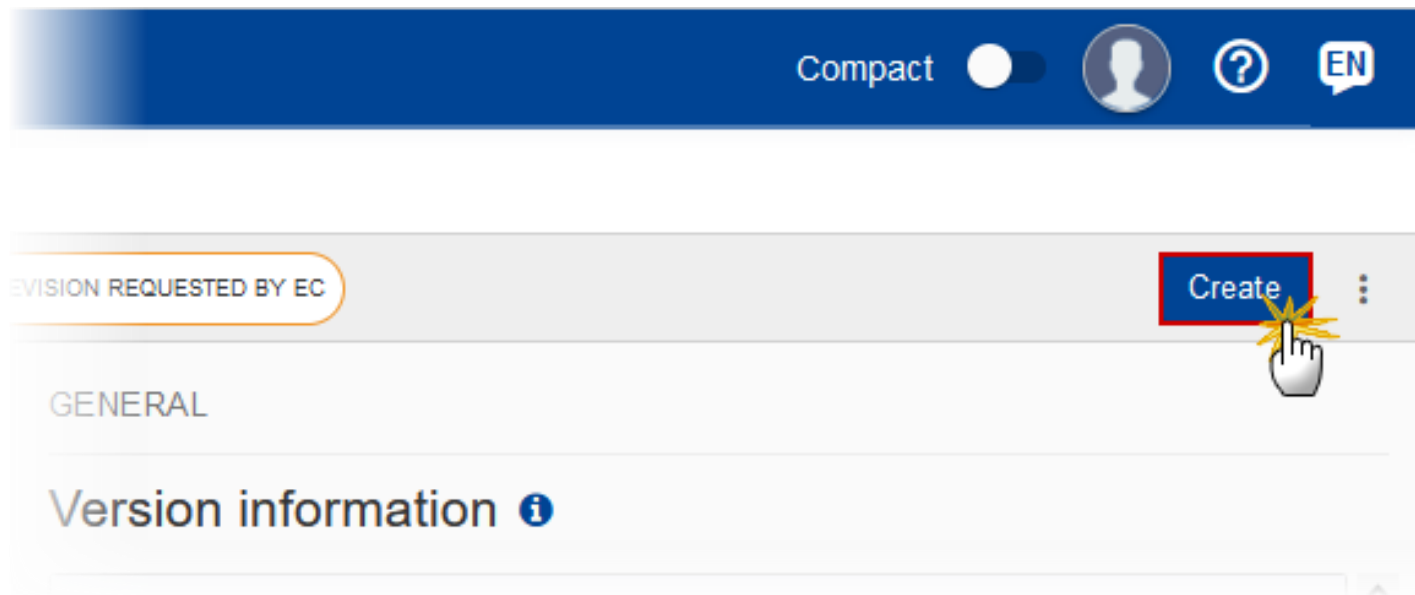 Compact
EN
EVISION REQUESTED BY EC
Create
GENERAL
Version information